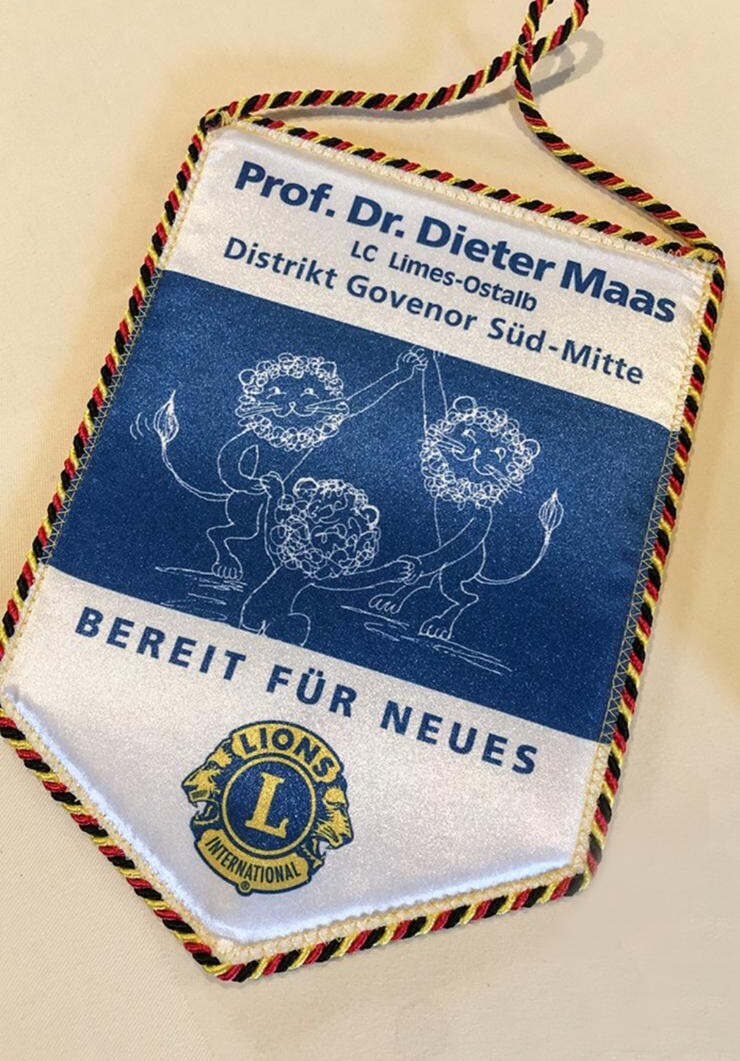 Prof. Dr. Dieter Maas
LC Limes-Ostalb
Distrikt Govenor Süd-Mitte
BEREIT FÜR NEUES
LIONS
L
INTERNATIONAL
®